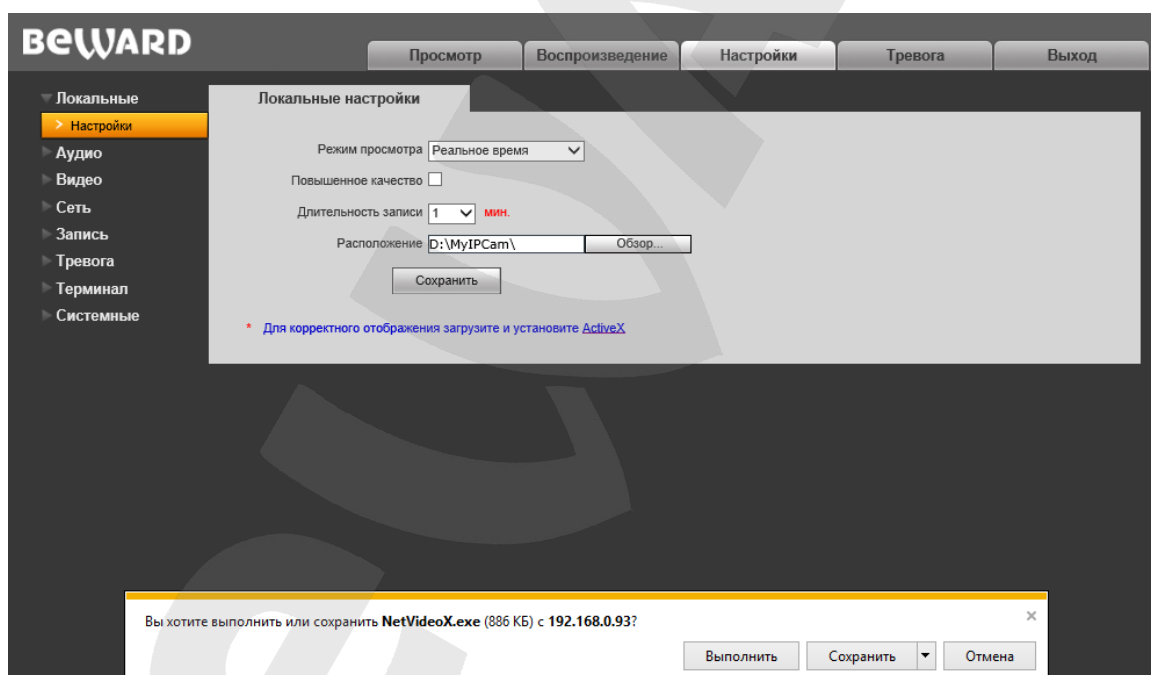 BEWARD
Просмотр Воспроизведение Настройки Тревога Выход
Локальные
Настройки
Аудио
Видео
Сеть
Запись
Тревога
Терминал
Системные
Локальные настройки
Режим просмотра Реальное время
Повышенное качество
Длительность записи 1 мин.
Расположение D:\MyIPCam\ Обзор...
Сохранить
* Для корректного отображения загрузите и установите ActiveX
Вы хотите выполнить или сохранить NetVideoX.exe (886 КБ) с 192.168.0.93?
Выполнить Сохранить Отмена